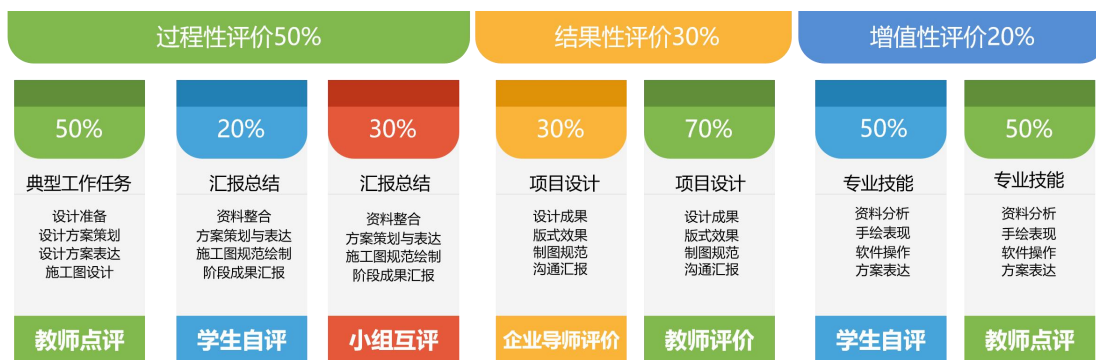 过程性评价50%
结果性评价30%
增值性评价20%
50%
典型工作任务
设计准备
设计方案策划
设计方案表达
施工图设计
教师点评
20%
汇报总结
资料整合
方案策划与表达
施工图规范绘制
阶段成果汇报
学生自评
30%
汇报总结
资料整合
方案策划与表达
施工图规范绘制
阶段成果汇报
小组互评
30%
项目设计
设计成果
版式效果
制图规范
沟通汇报
企业导师评价
70%
项目设计
设计成果
版式效果
制图规范
沟通汇报
教师评价
50%
专业技能
资料分析
手绘表现
软件操作
方案表达
学生自评
50%
专业技能
资料分析
手绘表现
软件操作
方案表达
教师点评